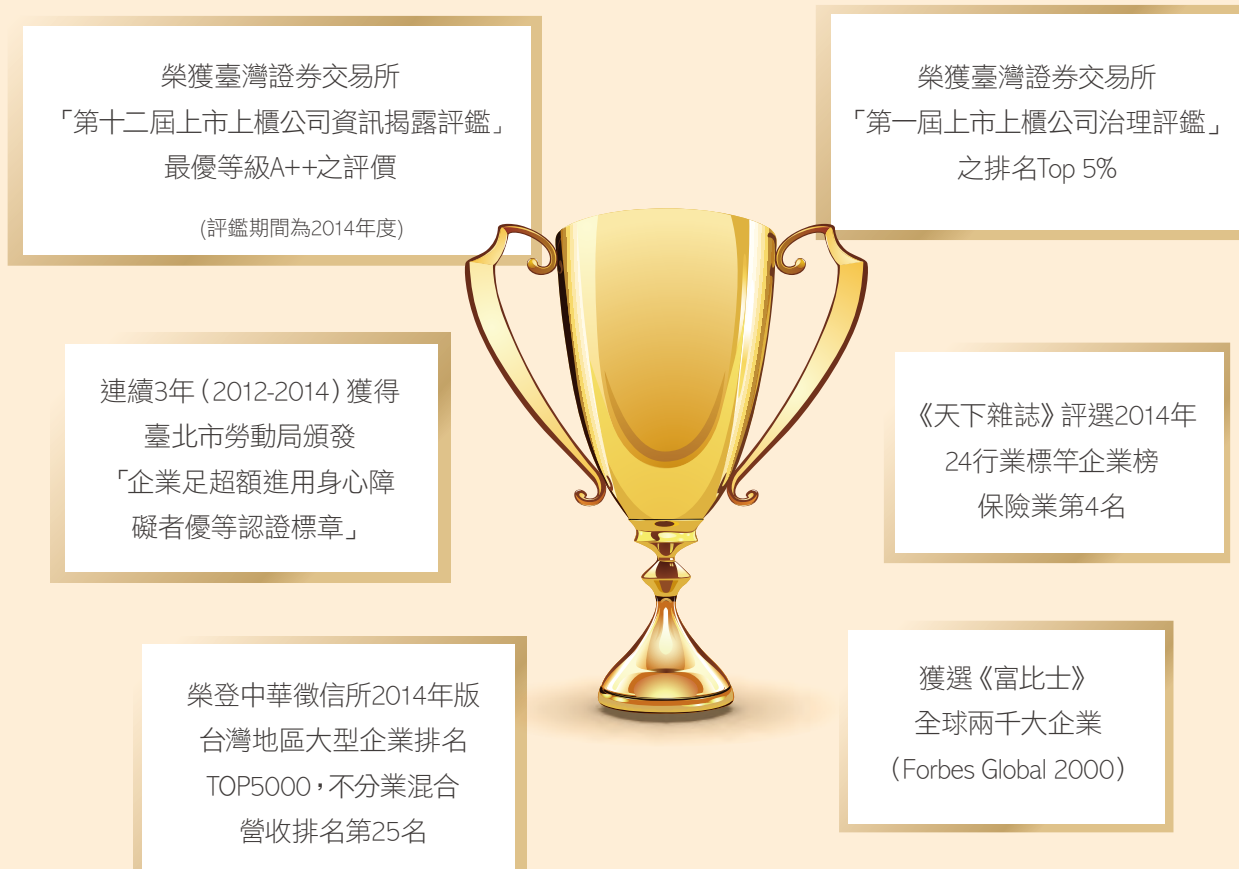 榮獲臺灣證券交易所
「第十二屆上市上櫃公司資訊揭露評鑑」
最優等級A++之評價
(評鑑期間為2014年度)
榮獲臺灣證券交易所
「第一屆上市上櫃公司治理評鑑」
之排名Top 5%
連續3年（2012-2014）獲得
臺北市勞動局頒發
「企業足超額進用身心障
礙者優等認證標章」
《天下雜誌》評選2014年
24行業標竿企業榜
保險業第4名
榮登中華徵信所2014年版
台灣地區大型企業排名
TOP5000，不分業混合
營收排名第25名
獲選《富比士》
全球兩千大企業
（Forbes Global 2000）